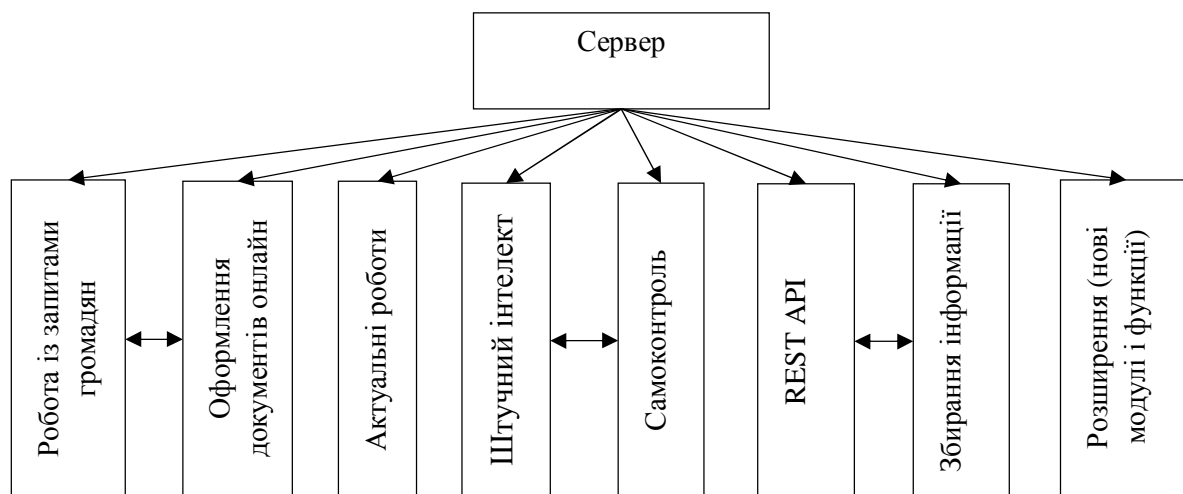 Сервер
Робота із запитами
громадян
Оформлення
документів онлайн
Актуальні роботи
Штучний інтелект
Самоконтроль
REST API
Збирання інформації
Розширення (нові
модулі і функції)